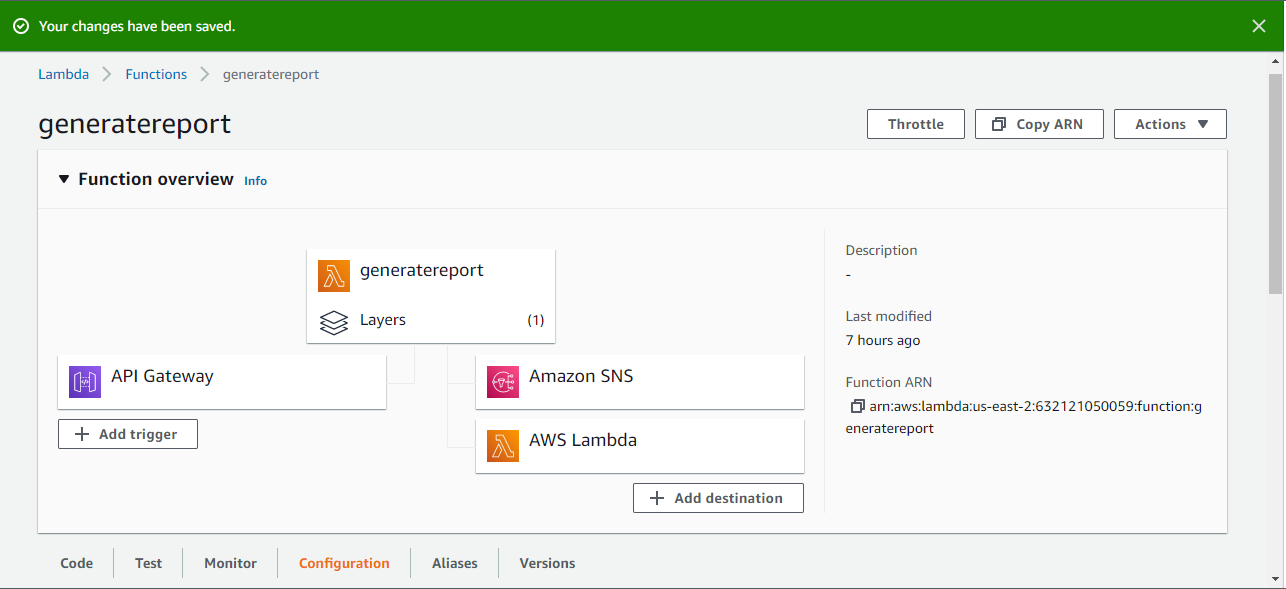 Your changes have been saved.
Lambda Functions generatereport
generatereport
Throttle Copy ARN Actions
Function overview Info
generatereport
Layers (1)
API Gateway
Add trigger
Amazon SNS
AWS Lambda
Add destination
Description
-
Last modified
7 hours ago
Function ARN
arn:aws:lambda:us-east-2:632121050059:function:g
eneratereport
Code Test Monitor Configuration Aliases Versions